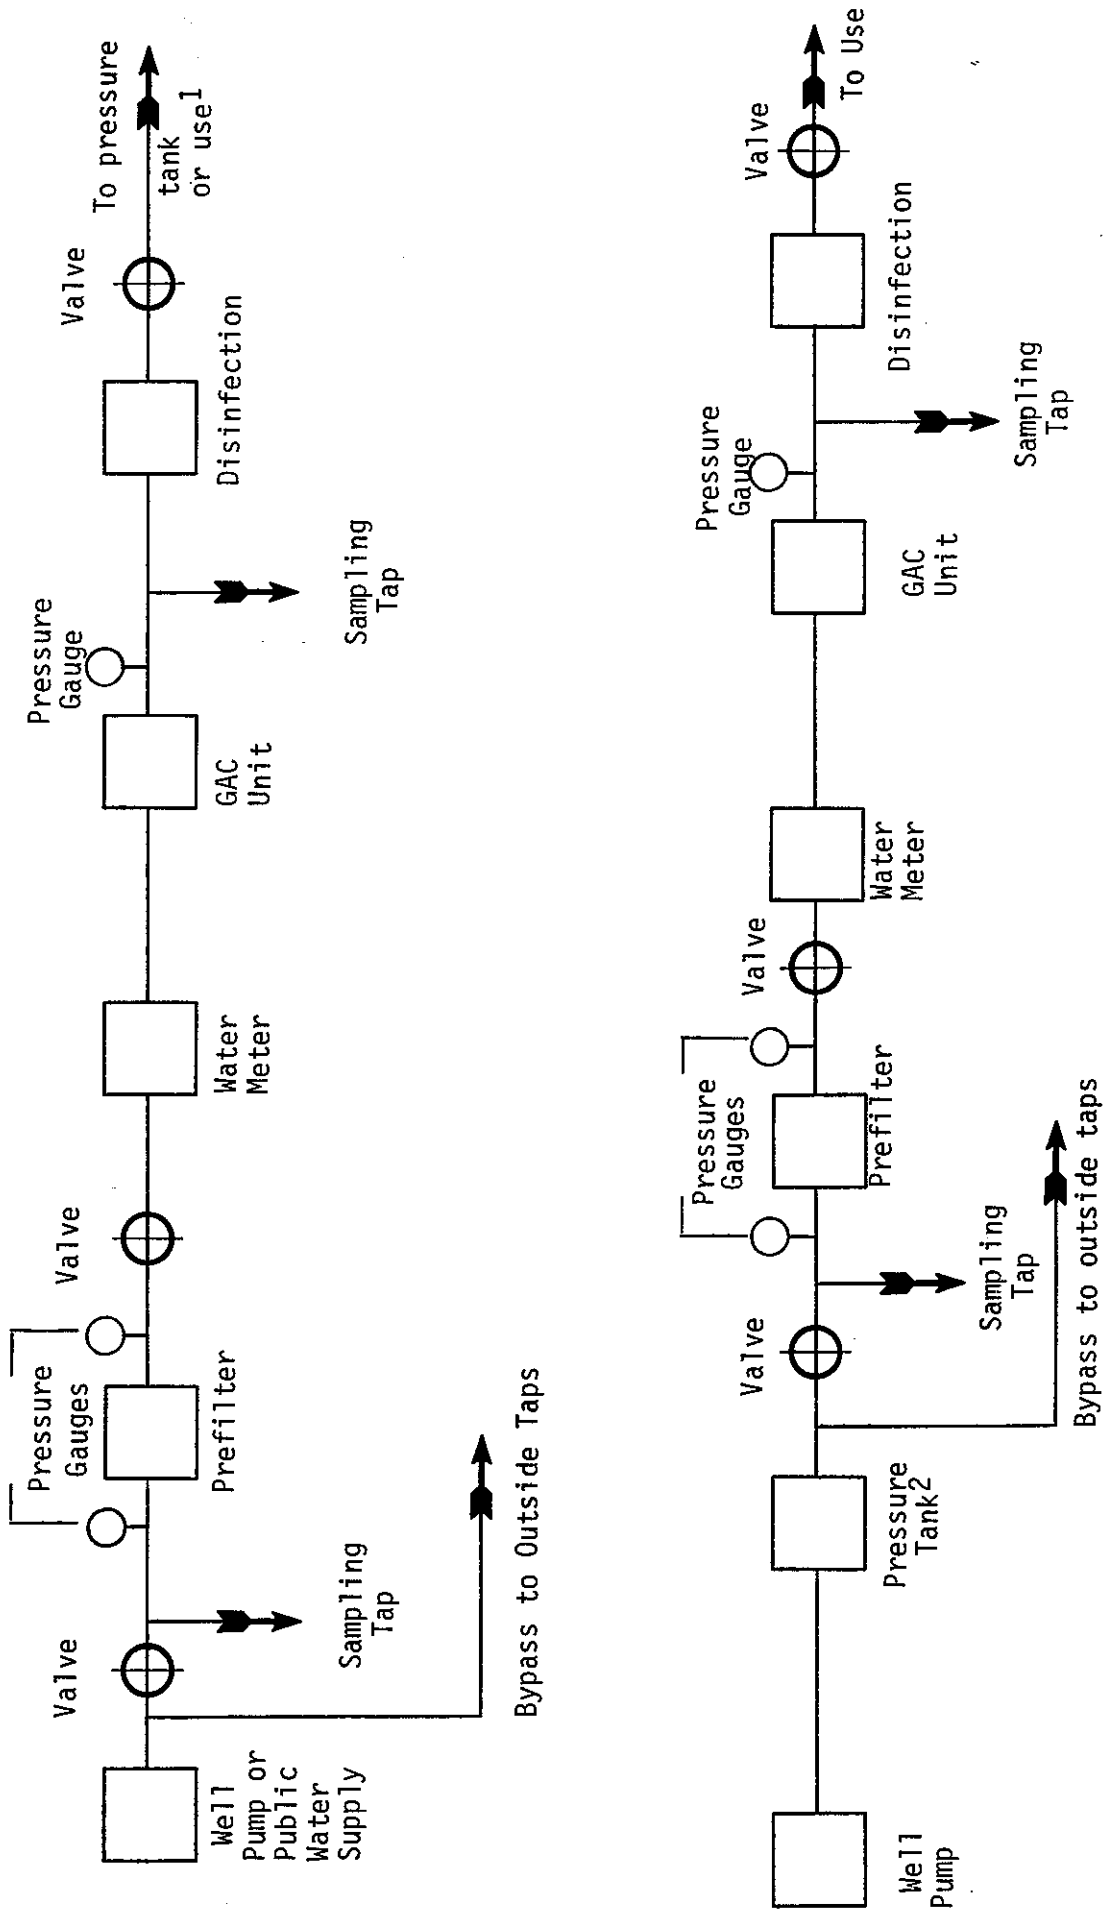 Well
Pump or
Public
Water
Supply
Valve
Bypass to Outside Taps
Sampling
Tap
Pressure
Gauges
Prefilter
Valve
Water
Meter
GAC
Unit
Pressure
Gauge
Sampling
Tap
Disinfection
Valve
To pressure
tank
or use1
Well
Pump
Pressure
Tank2
Bypass to outside taps
Valve
Sampling
Tap
Pressure
Gauges
Prefilter
Valve
Water
Meter
GAC
Unit
Pressure
Gauge
Sampling
Tap
Disinfection
Valve
To Use